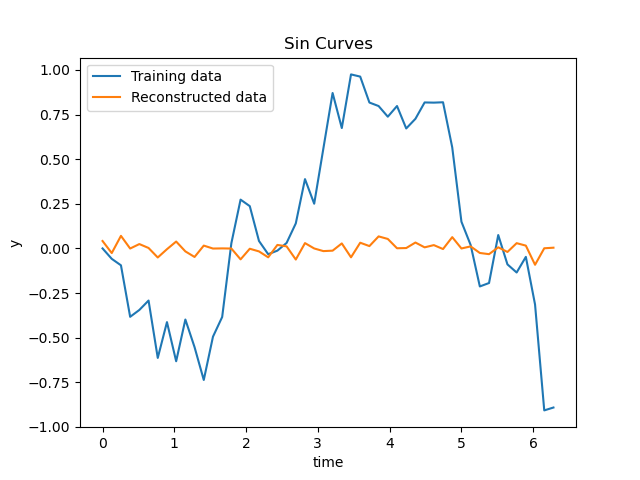 Sin Curves
Training data
Reconstructed data
1.00
0.75
0.50
0.25
0.00
−0.25
−0.50
−0.75
−1.00
y
0 1 2 3 4 5 6
time